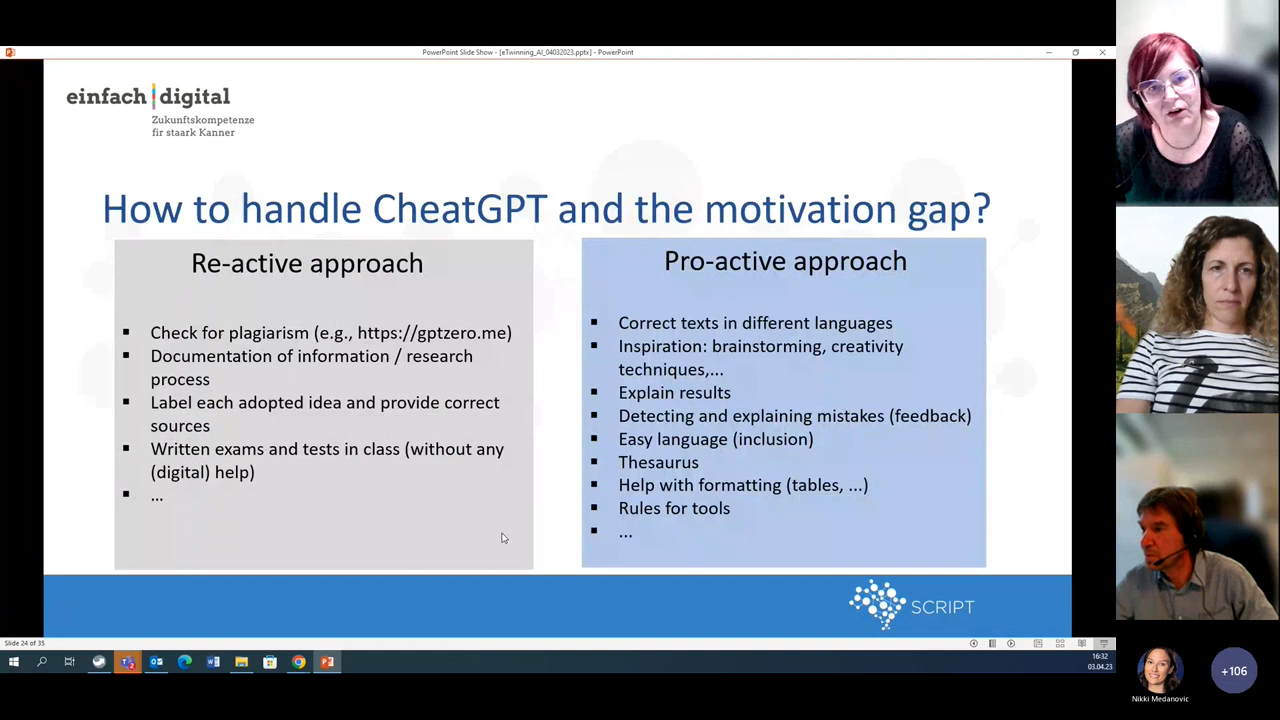 PowerPoint Slide Show - [eTwinning_AI_04032023.pptx] - PowerPoint
einfach digital
Zukunftskompetenze
fir staark Kanner
How to handle CheatGPT and the motivation gap?
Re-active approach
▪ Check for plagiarism (e.g., https://gptzero.me)
▪ Documentation of information / research
process
▪ Label each adopted idea and provide correct
sources
▪ Written exams and tests in class (without any
(digital) help)
▪ ...
Pro-active approach
▪ Correct texts in different languages
▪ Inspiration: brainstorming, creativity
techniques,...
▪ Explain results
▪ Detecting and explaining mistakes (feedback)
▪ Easy language (inclusion)
▪ Thesaurus
▪ Help with formatting (tables, ...)
▪ Rules for tools
▪ ...
SCRIPT
Slide 24 of 35
16:32
03.04.23
Nikki Medanovic
+106